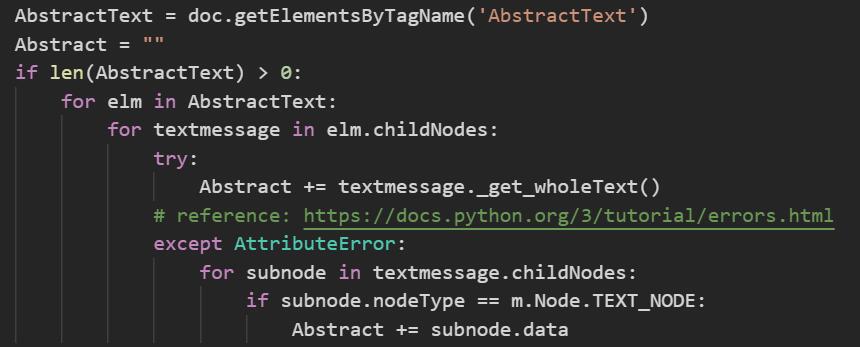 AbstractText = doc.getElementsByTagName('AbstractText')
Abstract = ""
if len(AbstractText) > 0:
    for elm in AbstractText:
        for textmessage in elm.childNodes:
            try:
                Abstract += textmessage._get_wholeText()
            # reference: https://docs.python.org/3/tutorial/errors.html
            except AttributeError:
                for subnode in textmessage.childNodes:
                    if subnode.nodeType == m.Node.TEXT_NODE:
                        Abstract += subnode.data